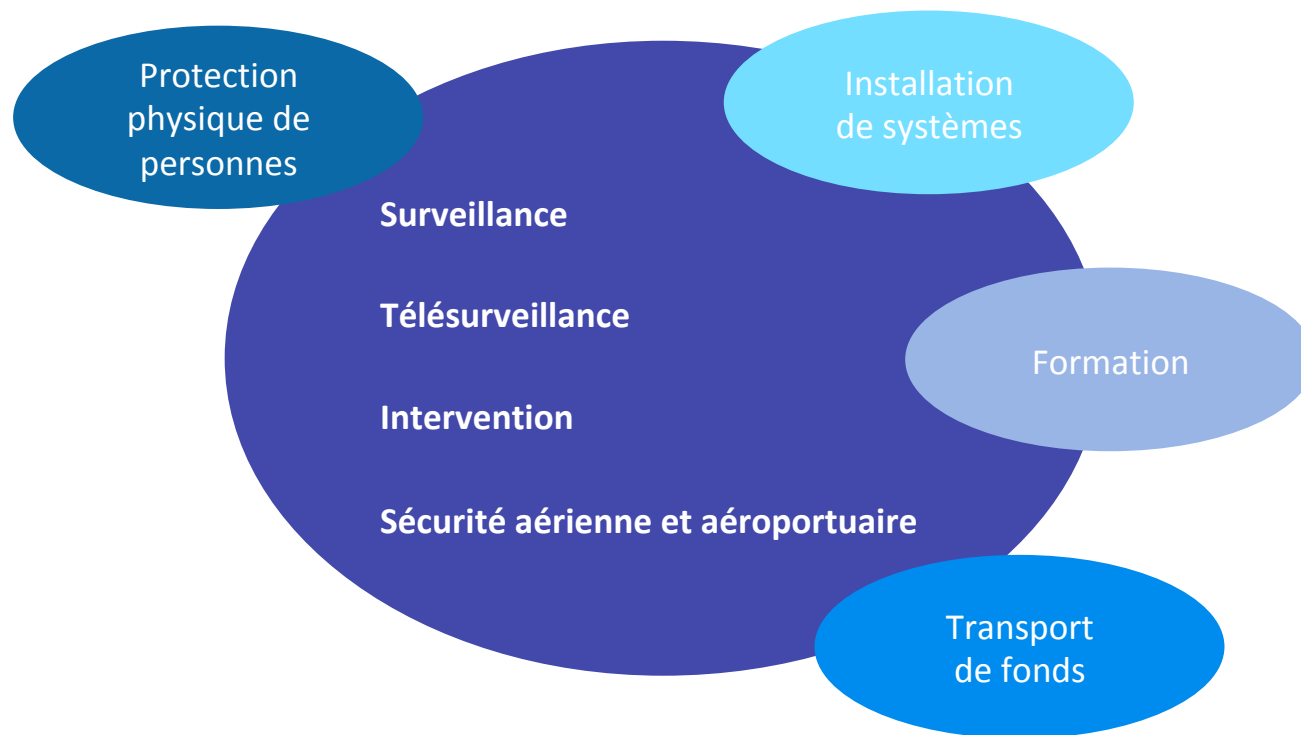 Protection
physique de
personnes
Installation
de systèmes
Surveillance
Télésurveillance
Formation
Intervention
Sécurité aérienne et aéroportuaire
Transport
de fonds